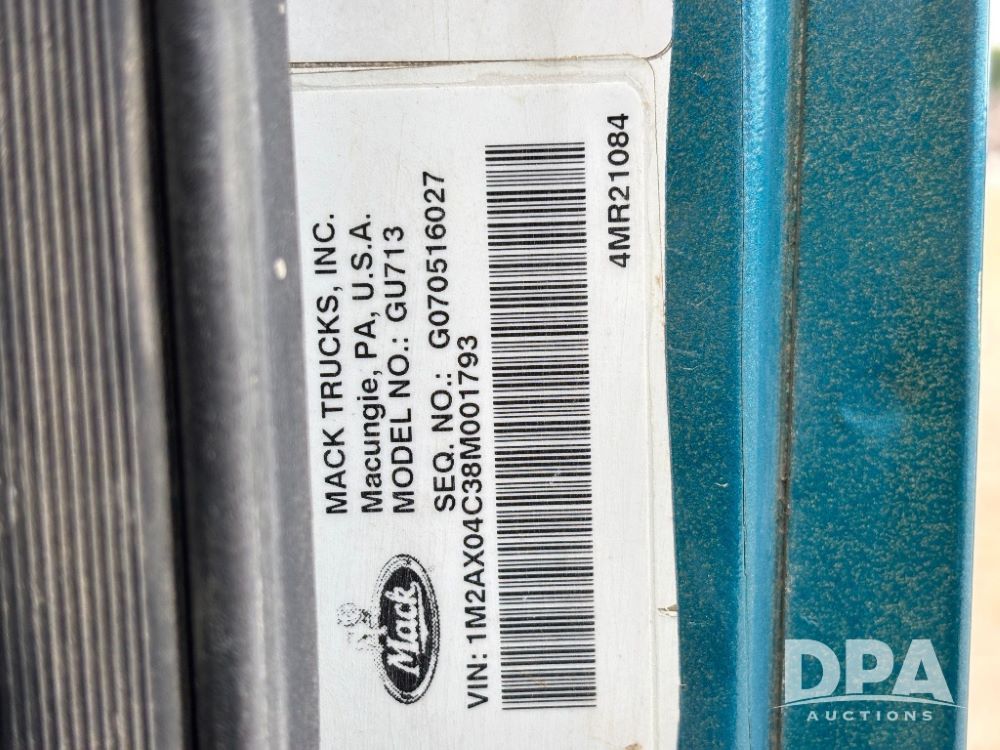 MACK TRUCKS, INC.
Macungie, PA, U.S.A.
MODEL NO.: GU713
SEQ. NO.: G070516027
Mack
VIN: 1M2AX04C38M001793
4MR21084
DPA
AUCTIONS